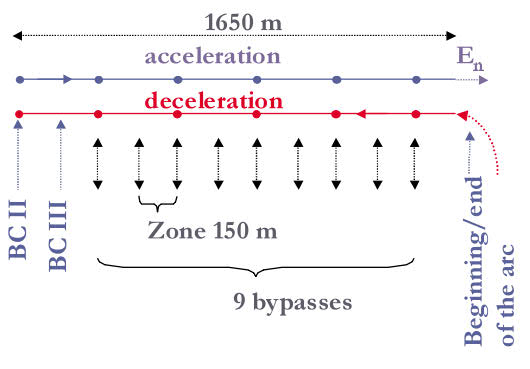 1650 m
acceleration
En
deceleration
BC II
BC III
Zone 150 m
9 bypasses
Beginning/end
of the arc